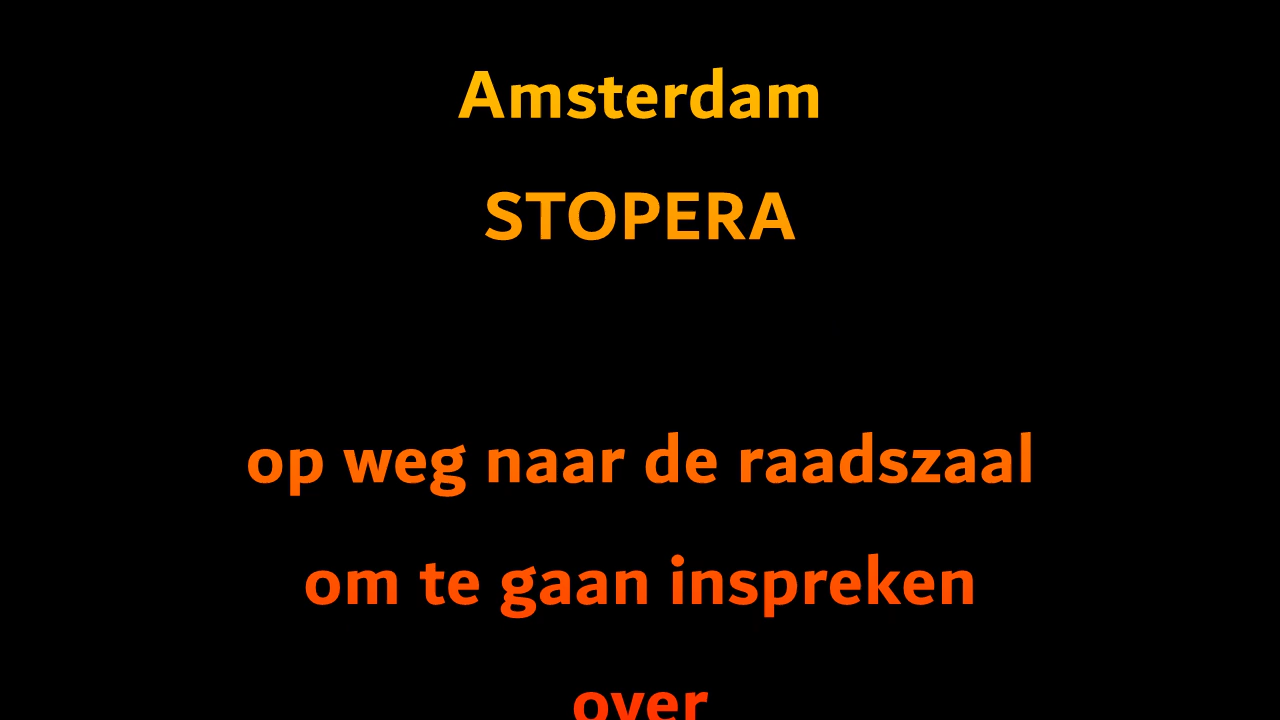 Amsterdam
STOPERA
op weg naar de raadszaal
om te gaan inspreken
over